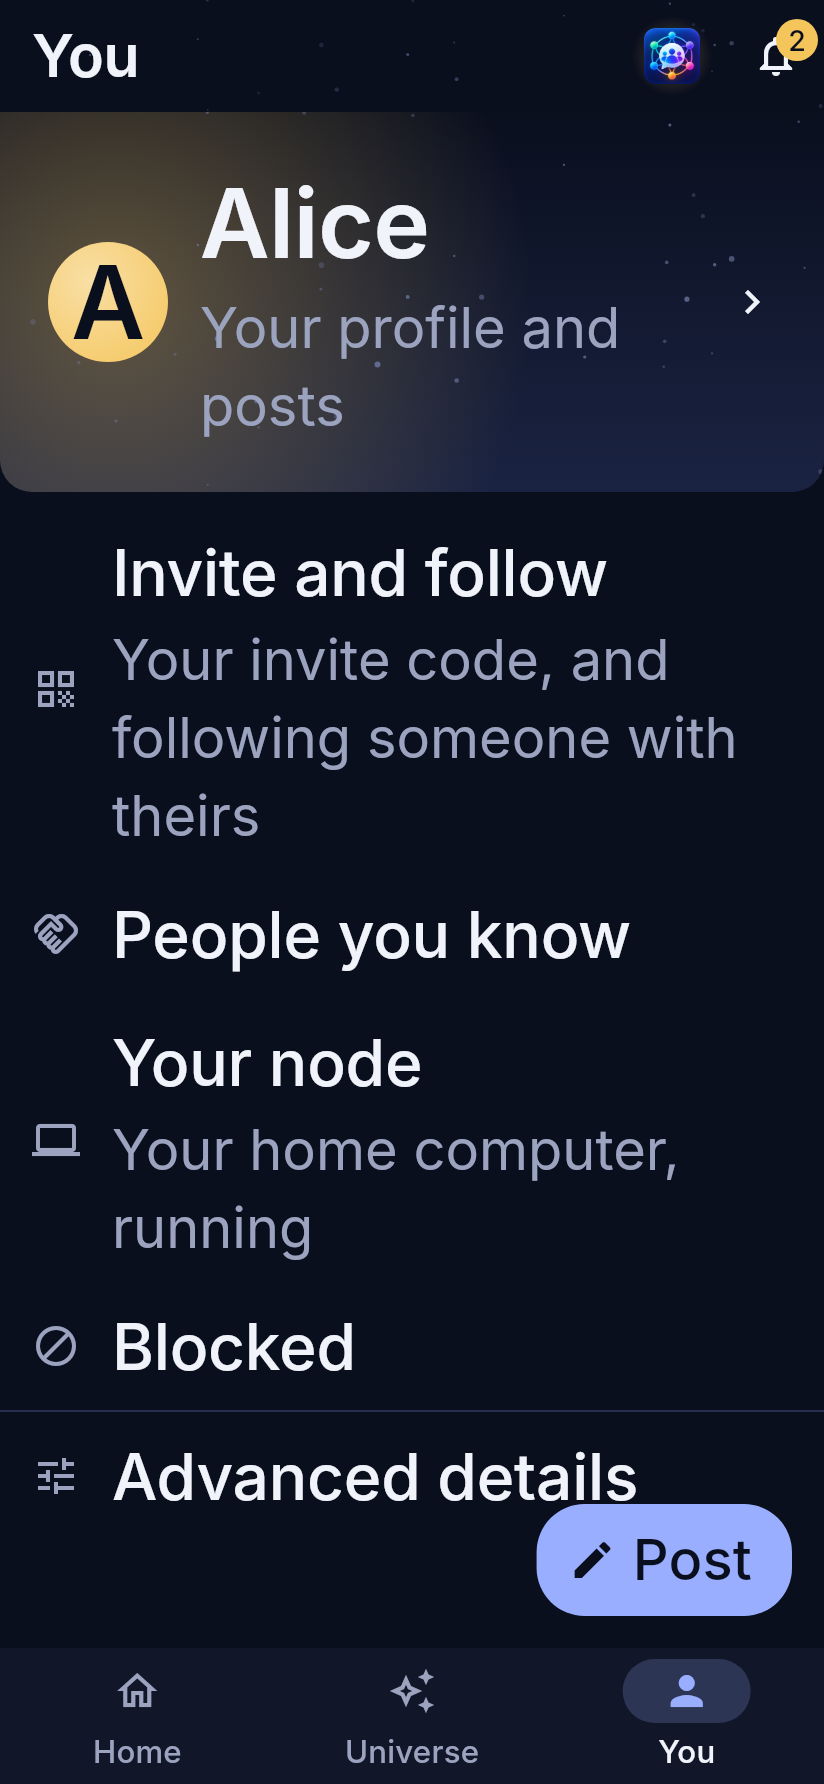 You
2
A
Alice
Your profile and
posts
Invite and follow
Your invite code, and
following someone with
theirs
People you know
Your node
Your home computer,
running
Blocked
Advanced details
Post
Home
Universe
You